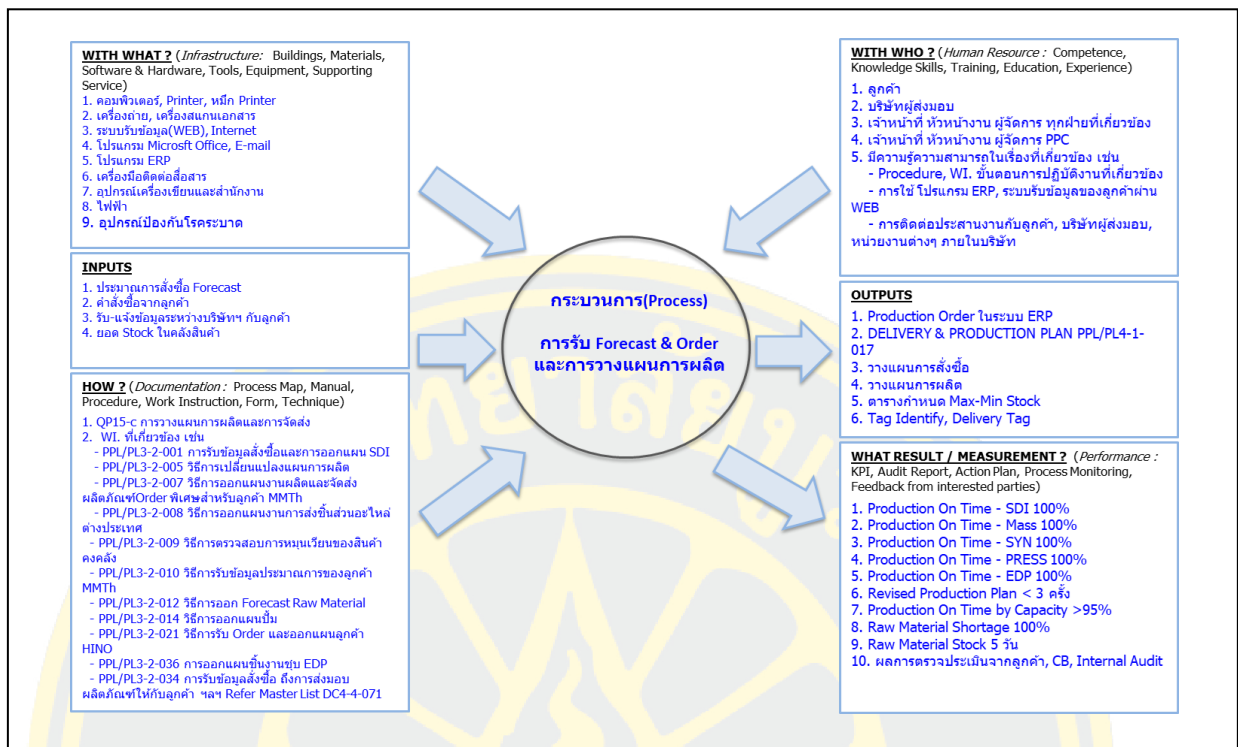 WITH WHAT ? (Infrastructure: Buildings, Materials,
Software & Hardware, Tools, Equipment, Supporting
Service)
1. คอมพิวเตอร์, Printer, หมึก Printer
2. เครื่องถ่าย, เครื่องสแกนเอกสาร
3. ระบบรับข้อมูล(WEB), Internet
4. โปรแกรม Microsft Office, E-mail
5. โปรแกรม ERP
6. เครื่องมือติดต่อสื่อสาร
7. อุปกรณ์เครื่องเขียนและสำนักงาน
8. ไฟฟ้า
9. อุปกรณ์ป้องกันโรคระบาด
INPUTS
1. ประมาณการสั่งซื้อ Forecast
2. คำสั่งซื้อจากลูกค้า
3. รับ-แจ้งข้อมูลระหว่างบริษัทฯ กับลูกค้า
4. ยอด Stock ในคลังสินค้า
HOW ? (Documentation : Process Map, Manual,
Procedure, Work Instruction, Form, Technique)
1. QP15-c การวางแผนการผลิตและการจัดส่ง
2. WI. ที่เกี่ยวข้อง เช่น
- PPL/PL3-2-001 การรับข้อมูลสั่งซื้อและการออกแผน SDI
- PPL/PL3-2-005 วิธีการเปลี่ยนแปลงแผนการผลิต
- PPL/PL3-2-007 วิธีการออกแผนงานผลิตและจัดส่ง
ผลิตภัณฑ์Order พิเศษสำหรับลูกค้า MMTh
- PPL/PL3-2-008 วิธีการออกแผนงานการส่งชิ้นส่วนอะไหล่
ต่างประเทศ
- PPL/PL3-2-009 วิธีการตรวจสอบการหมุนเวียนของสินค้า
คงคลัง
- PPL/PL3-2-010 วิธีการรับข้อมูลประมาณการของลูกค้า
MMTh
- PPL/PL3-2-012 วิธีการออก Forecast Raw Material
- PPL/PL3-2-014 วิธีการออกแผนปั๊ม
- PPL/PL3-2-021 วิธีการรับ Order และออกแผนลูกค้า
HINO
- PPL/PL3-2-036 การออกแผนชิ้นงานชุบ EDP
- PPL/PL3-2-034 การรับข้อมูลสั่งซื้อ ถึงการส่งมอบ
ผลิตภัณฑ์ให้กับลูกค้า ฯลฯ Refer Master List DC4-4-071
กระบวนการ(Process)
การรับ Forecast & Order
และการวางแผนการผลิต
WITH WHO ? (Human Resource : Competence,
Knowledge Skills, Training, Education, Experience)
1. ลูกค้า
2. บริษัทผู้ส่งมอบ
3. เจ้าหน้าที่ หัวหน้างาน ผู้จัดการ ทุกฝ่ายที่เกี่ยวข้อง
4. เจ้าหน้าที่ หัวหน้างาน ผู้จัดการ PPC
5. มีความรู้ความสามารถในเรื่องที่เกี่ยวข้อง เช่น
- Procedure, WI. ขั้นตอนการปฏิบัติงานที่เกี่ยวข้อง
- การใช้ โปรแกรม ERP, ระบบรับข้อมูลของลูกค้าผ่าน
WEB
- การติดต่อประสานงานกับลูกค้า, บริษัทผู้ส่งมอบ,
หน่วยงานต่างๆ ภายในบริษัท
OUTPUTS
1. Production Order ในระบบ ERP
2. DELIVERY & PRODUCTION PLAN PPL/PL4-1-
017
3. วางแผนการสั่งซื้อ
4. วางแผนการผลิต
5. ตารางกำหนด Max-Min Stock
6. Tag Identify, Delivery Tag
WHAT RESULT / MEASUREMENT ? (Performance :
KPI, Audit Report, Action Plan, Process Monitoring,
Feedback from interested parties)
1. Production On Time - SDI 100%
2. Production On Time - Mass 100%
3. Production On Time - SYN 100%
4. Production On Time - PRESS 100%
5. Production On Time - EDP 100%
6. Revised Production Plan < 3 ครั้ง
7. Production On Time by Capacity >95%
8. Raw Material Shortage 100%
9. Raw Material Stock 5 วัน
10. ผลการตรวจประเมินจากลูกค้า, CB, Internal Audit